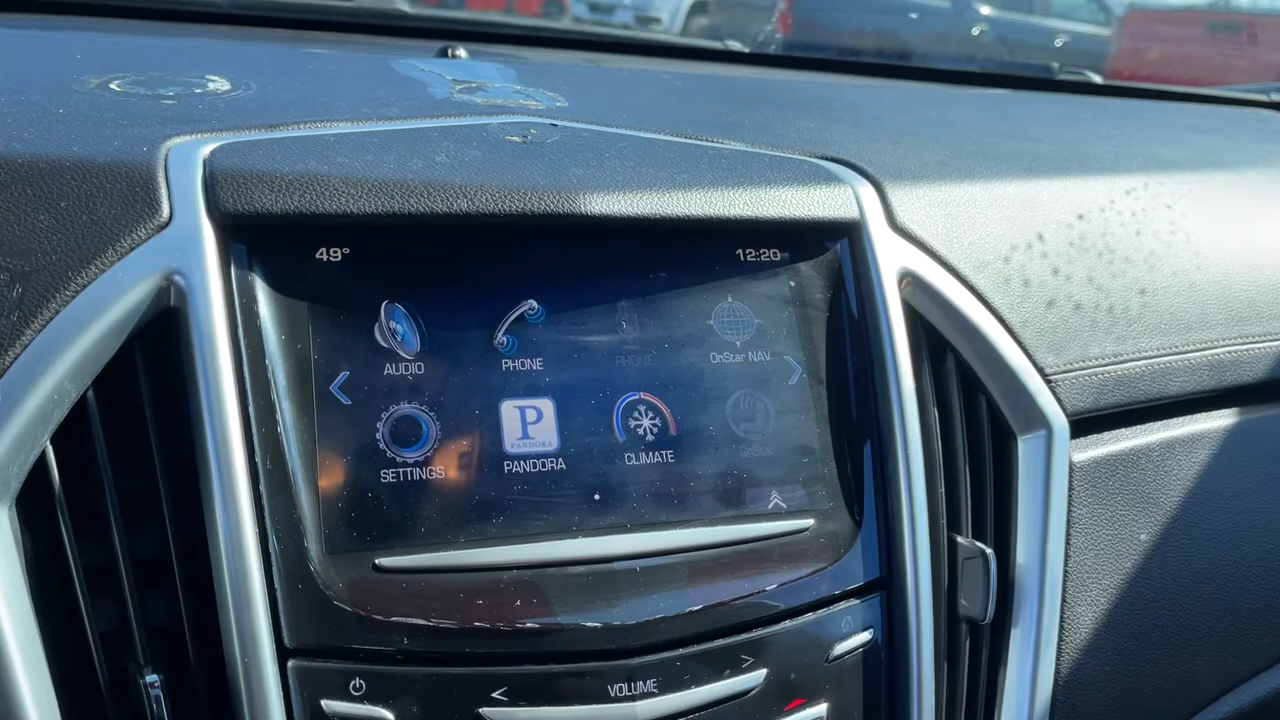 49°
12:20
AUDIO
PHONE
PHONE
OnStar NAV
SETTINGS
P
PANDORA
PANDORA
CLIMATE
OnStar
VOLUME